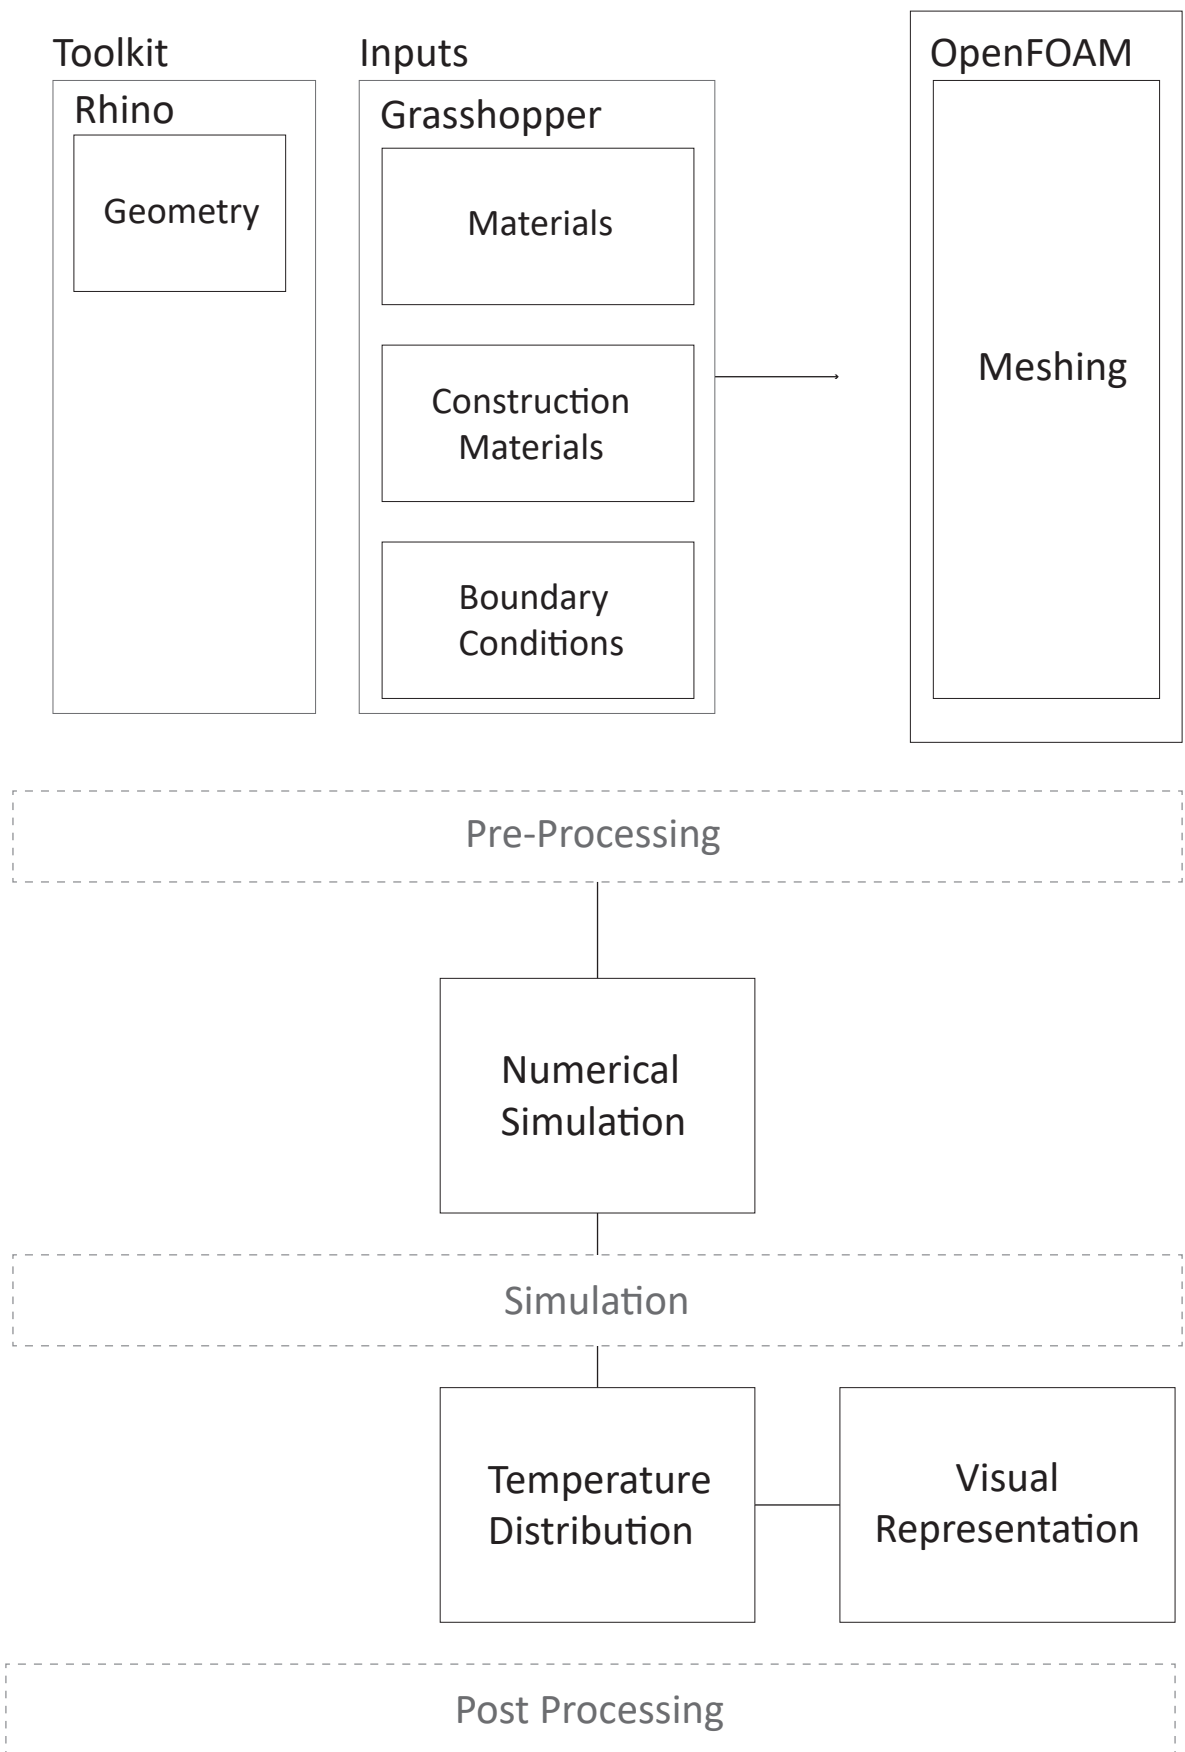 Toolkit
Rhino
Geometry
Inputs
Grasshopper
Materials
Construction
Materials
Boundary
Conditions
OpenFOAM
Meshing
Pre-Processing
Numerical
Simulation
Simulation
Temperature
Distribution
Visual
Representation
Post Processing